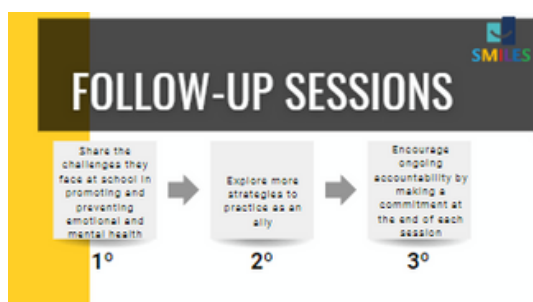 SMILES
FOLLOW-UP SESSIONS
Share the
challenges they
face at school in
promoting and
preventing
emotional and
mental health
1º
Explore more
strategies to
practice as an
ally
2º
Encourage
ongoing
accountability by
making a
commitment at
the end of each
session
3º